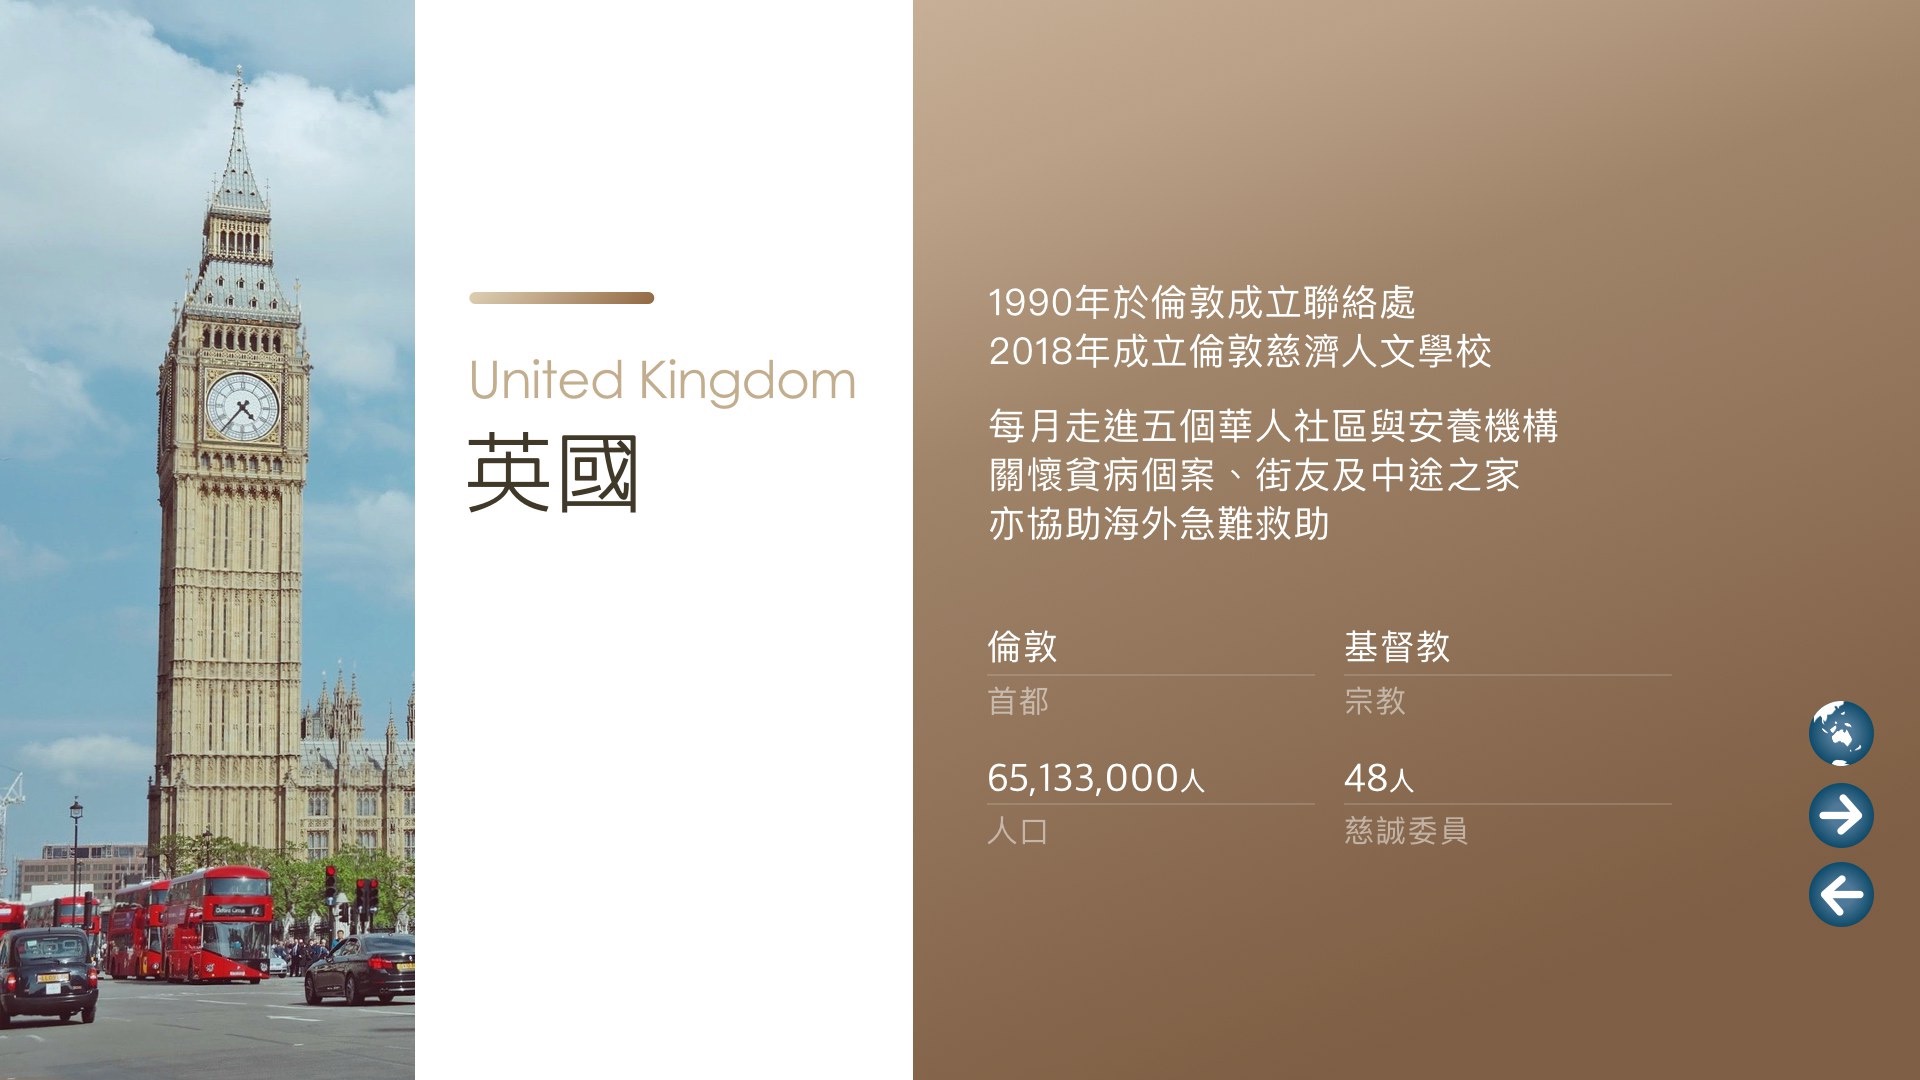 United Kingdom
英國
1990年於倫敦成立聯絡處
2018年成立倫敦慈濟人文學校
每月走進五個華人社區與安養機構
關懷貧病個案、街友及中途之家
亦協助海外急難救助
倫敦
首都
基督教
宗教
65,133,000人
人口
48人
慈誠委員